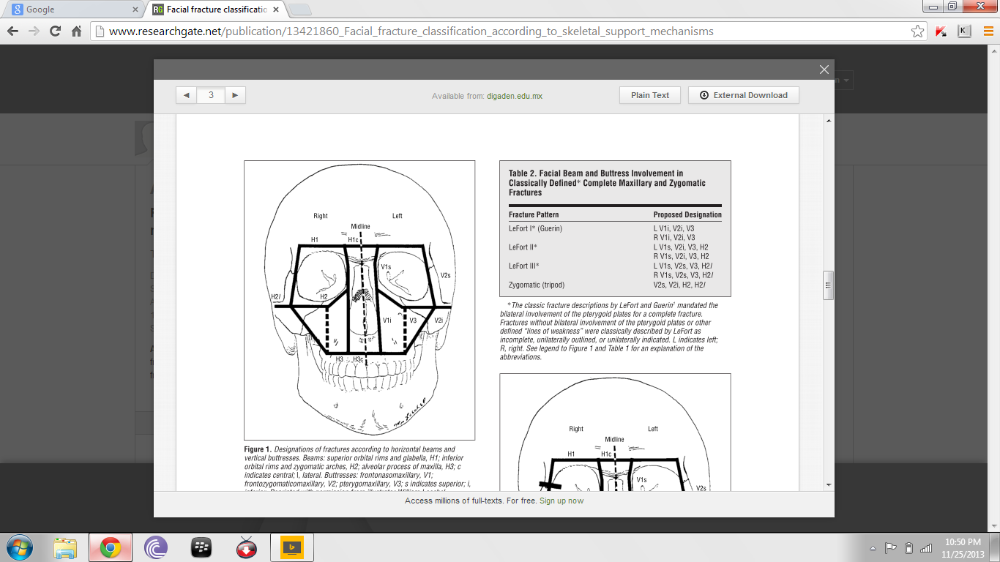 Google
Facial fracture classificatio
www.researchgate.net/publication/13421860_Facial_fracture_classification_according_to_skeletal_support_mechanisms
3
Available from: digaden.edu.mx
Plain Text
External Download
Right
Left
Midline
H1
H1c
V1s
V2s
H2l
H2
V1i
V3
V2i
H3
H3c
Figure 1. Designations of fractures according to horizontal beams and
vertical buttresses. Beams: superior orbital rims and glabella, H1; inferior
orbital rims and zygomatic arches, H2; alveolar process of maxilla, H3; c
indicates central; l, lateral. Buttresses: frontonasomaxillary, V1;
frontozygomaticomaxillary, V2; pterygomaxillary, V3; s indicates superior; i,
Table 2. Facial Beam and Buttress Involvement in
Classically Defined* Complete Maxillary and Zygomatic
Fractures
Fracture Pattern Proposed Designation
LeFort I* (Guerin) L V1i, V2i, V3
R V1i, V2i, V3
LeFort II* L V1s, V2i, V3, H2
R V1s, V2i, V3, H2
LeFort III* L V1s, V2s, V3, H2l
R V1s, V2s, V3, H2l
Zygomatic (tripod) V2s, V2i, H2, H2l
*The classic fracture descriptions by LeFort and Guerin1 mandated the
bilateral involvement of the pterygoid plates for a complete fracture.
Fractures without bilateral involvement of the pterygoid plates or other
defined "lines of weakness" were classically described by LeFort as
incomplete, unilaterally outlined, or unilaterally indicated. L indicates left;
R, right. See legend to Figure 1 and Table 1 for an explanation of the
abbreviations.
Right
Left
Midline
H1
H1c
V1s
V2s
Access millions of full-texts. For free. Sign up now
10:50 PM
11/25/2013